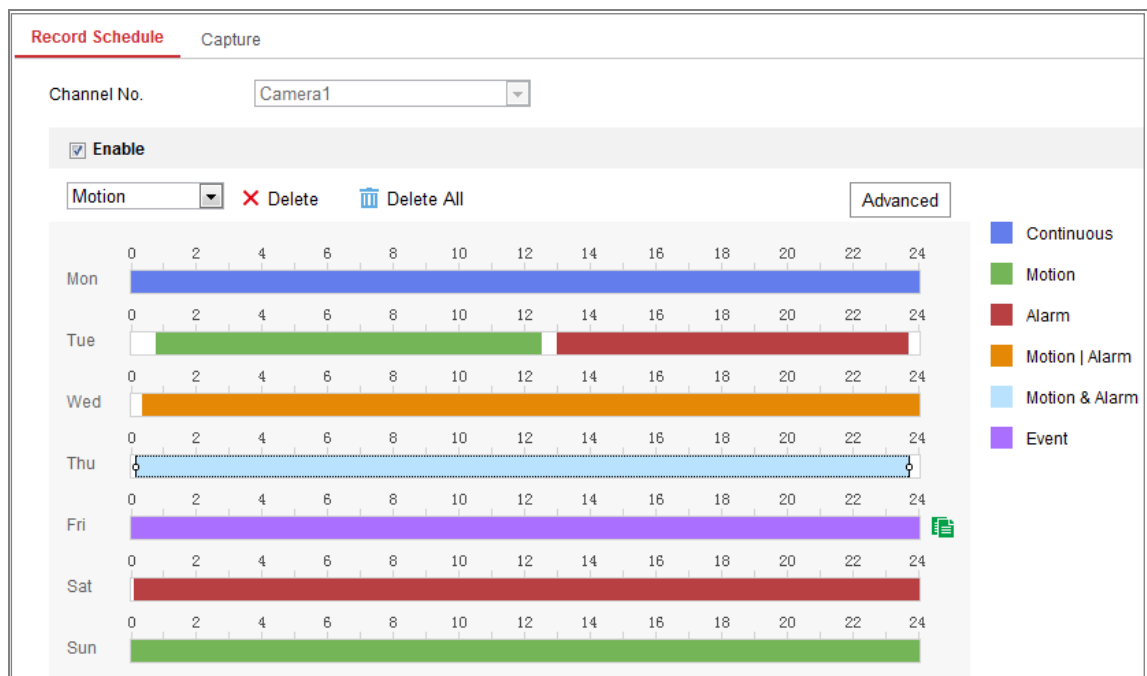 Record Schedule Capture
Channel No. Camera1
Enable
Motion Delete Delete All Advanced
0 2 4 6 8 10 12 14 16 18 20 22 24
Mon
0 2 4 6 8 10 12 14 16 18 20 22 24
Tue
0 2 4 6 8 10 12 14 16 18 20 22 24
Wed
0 2 4 6 8 10 12 14 16 18 20 22 24
Thu
0 2 4 6 8 10 12 14 16 18 20 22 24
Fri
0 2 4 6 8 10 12 14 16 18 20 22 24
Sat
0 2 4 6 8 10 12 14 16 18 20 22 24
Sun
Continuous
Motion
Alarm
Motion | Alarm
Motion & Alarm
Event